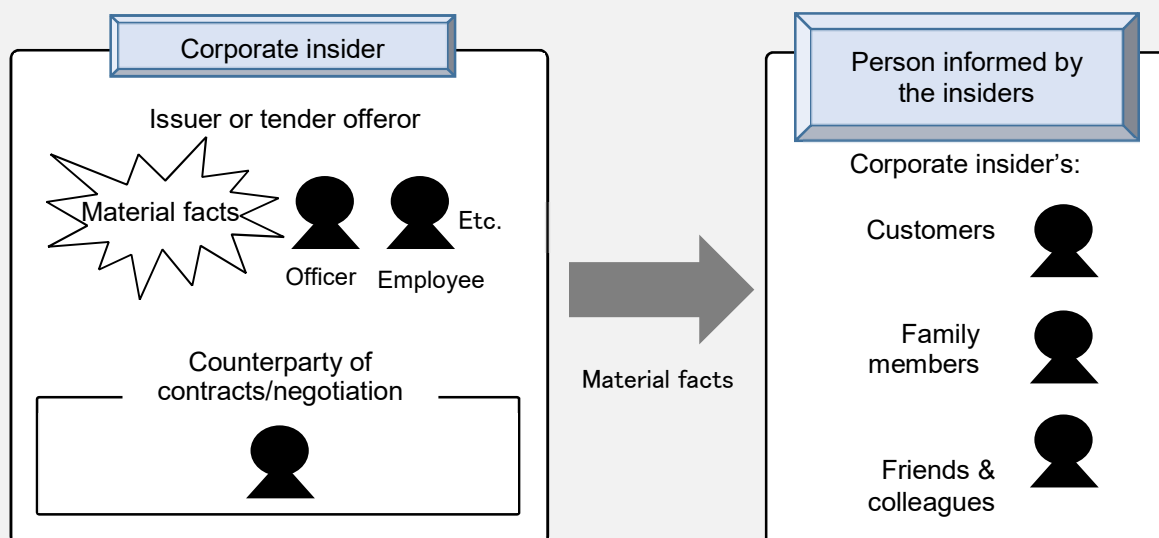 Corporate insider
Issuer or tender offeror
Material facts
Etc.
Officer
Employee
Counterparty of
contracts/negotiation
Material facts
Person informed by
the insiders
Corporate insider’s:
Customers
Family
members
Friends &
colleagues